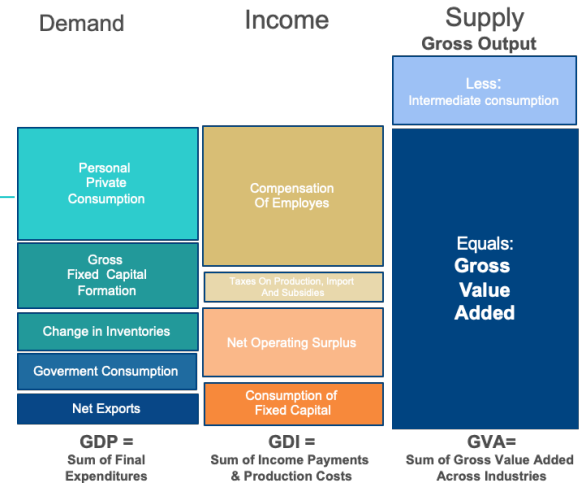 Demand
Income
Supply
Gross Output
Less:
Intermediate consumption
Personal
Private
Consumption
Gross
Fixed Capital
Formation
Change in Inventories
Goverment Consumption
Net Exports
Compensation
Of Employes
Taxes On Production, Import
And Subsidies
Net Operating Surplus
Consumption of
Fixed Capital
Equals:
Gross
Value
Added
GDP =
Sum of Final
Expenditures
GDI =
Sum of Income Payments
& Production Costs
GVA=
Sum of Gross Value Added
Across Industries